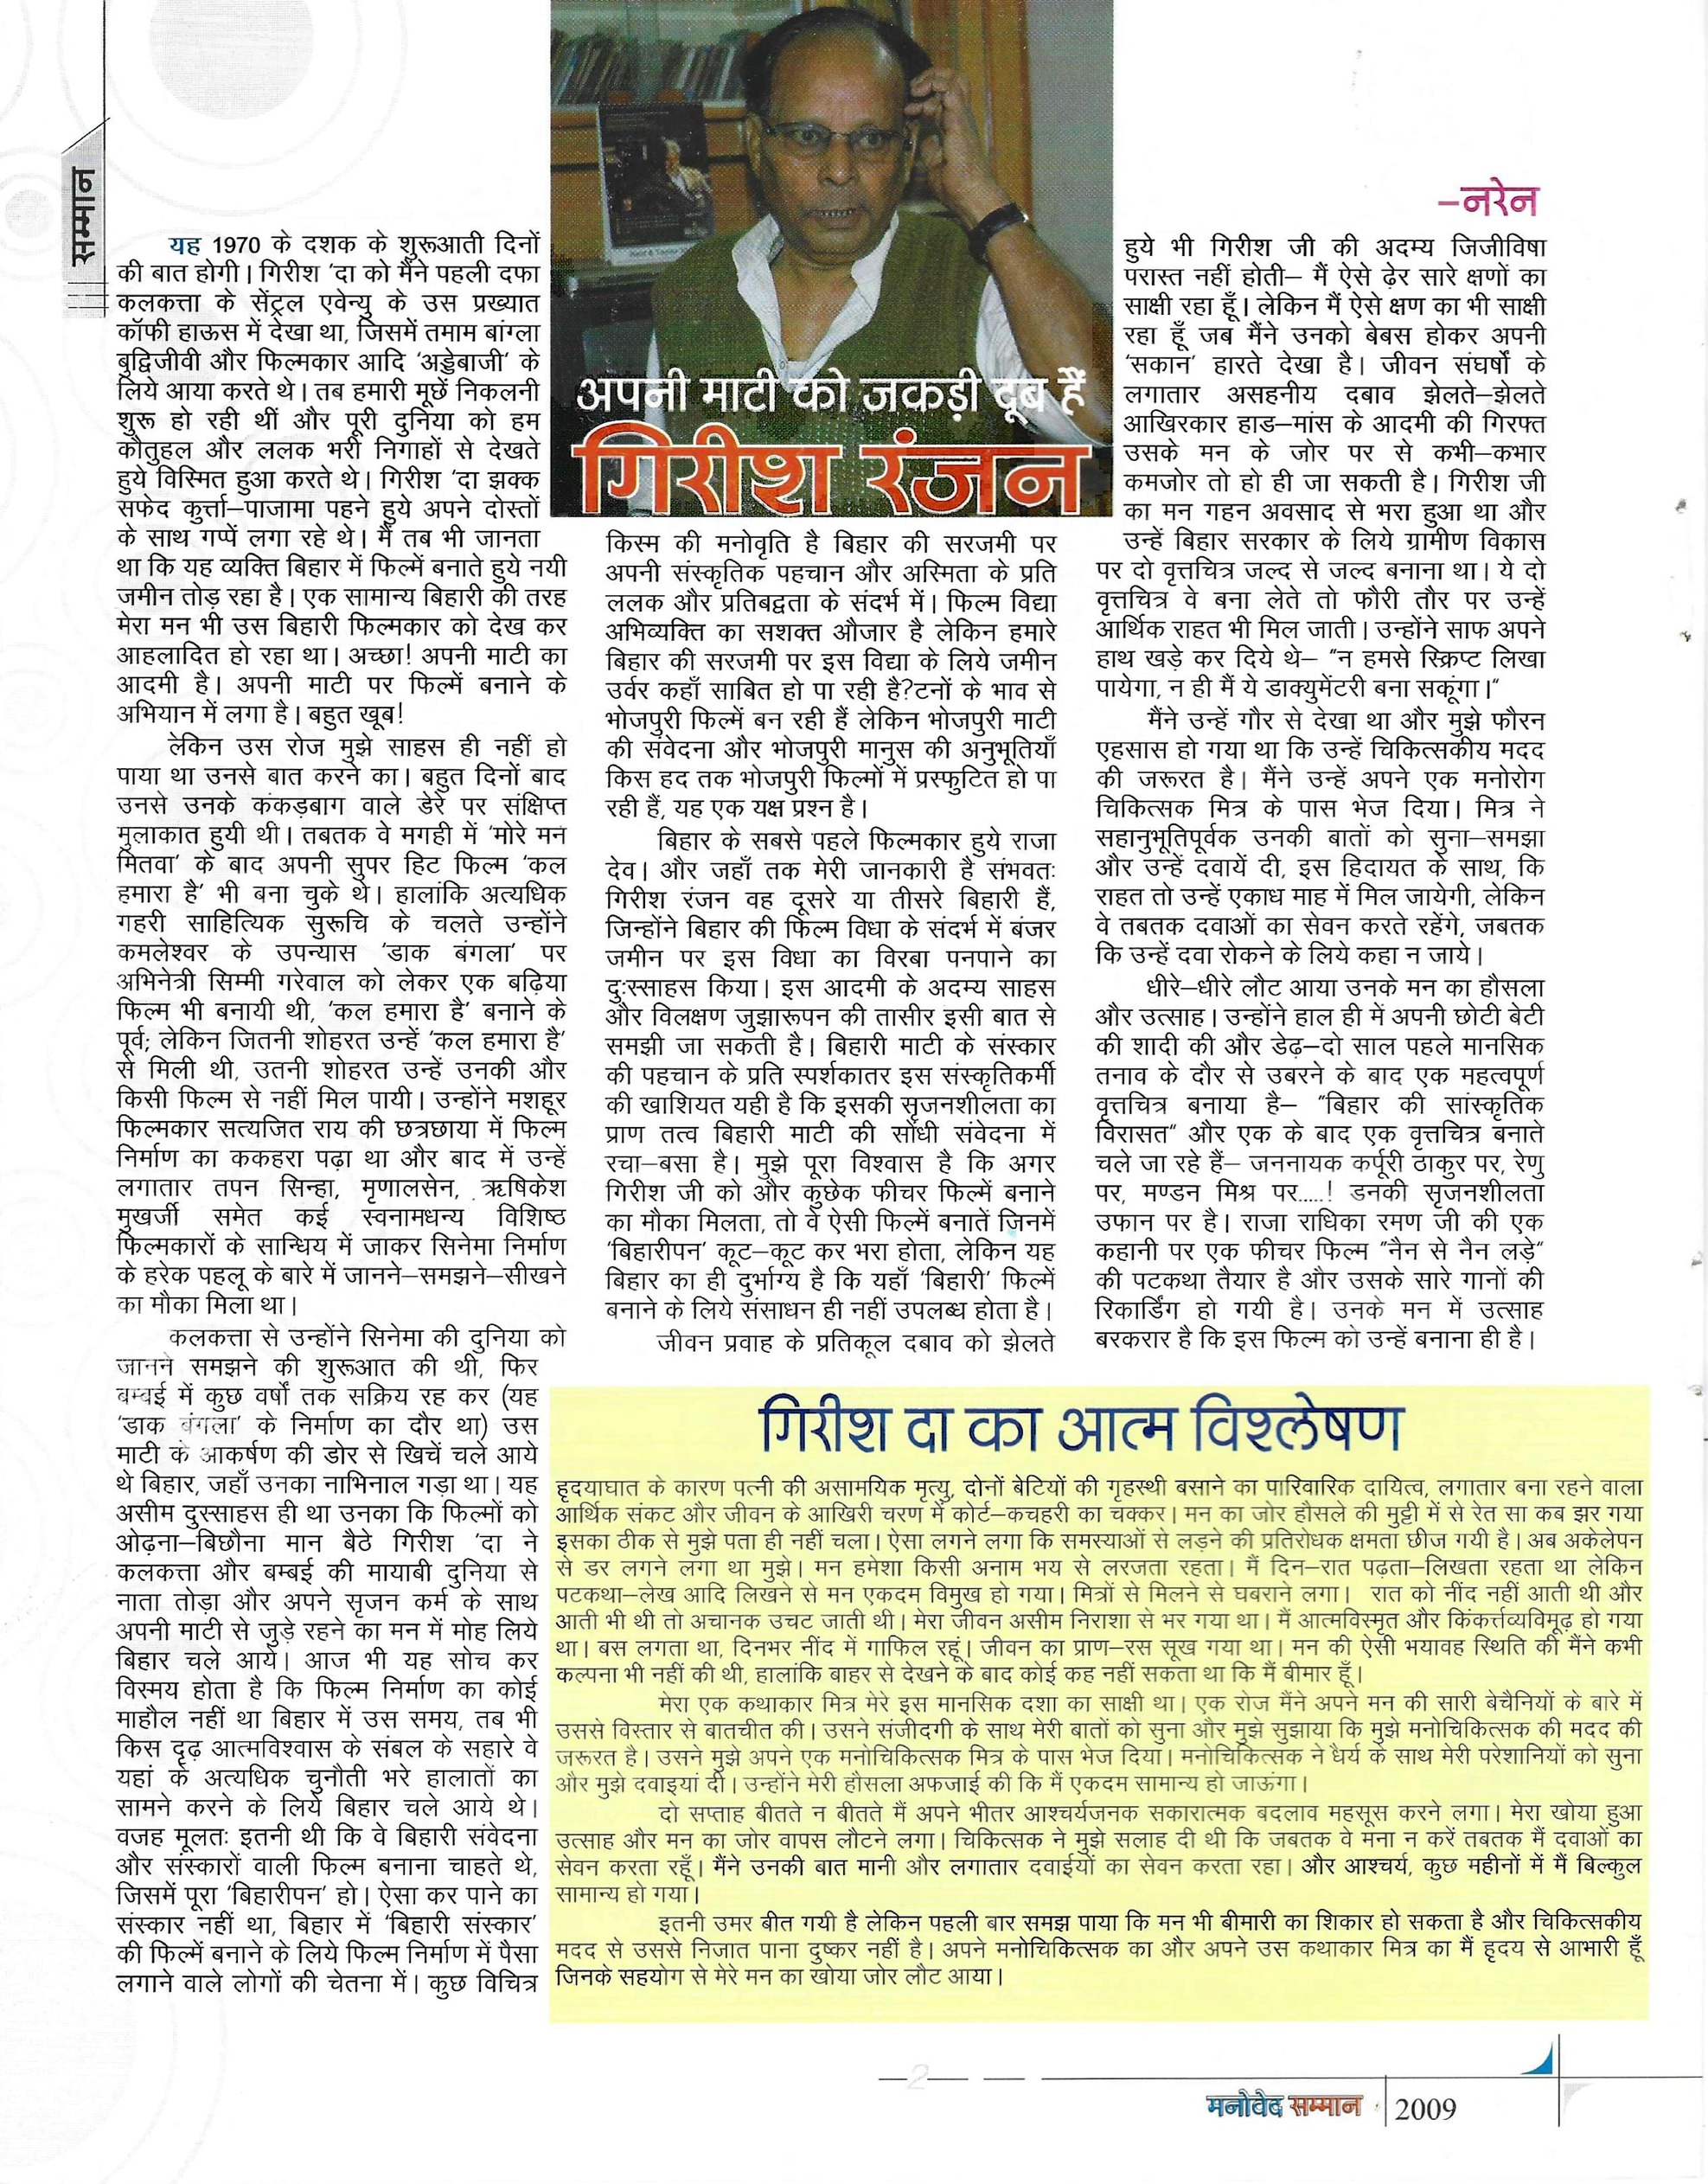 सम्मान
अपनी माटी को जकड़ी दूब हैं
गिरीश रंजन
–नरेन
यह 1970 के दशक के शुरूआती दिनों
की बात होगी। गिरीश 'दा को मैंने पहली दफा
कलकत्ता के सेंट्रल एवेन्यु के उस प्रख्यात
कॉफी हाऊस में देखा था, जिसमें तमाम बांग्ला
बुद्विजीवी और फिल्मकार आदि 'अड्डेबाजी' के
लिये आया करते थे। तब हमारी मूछें निकलनी
शुरू हो रही थीं और पूरी दुनिया को हम
कौतुहल और ललक भरी निगाहों से देखते
हुये विस्मित हुआ करते थे। गिरीश 'दा झक्क
सफेद कुर्त्ता–पाजामा पहने हुये अपने दोस्तों
के साथ गप्पें लगा रहे थे। मैं तब भी जानता
था कि यह व्यक्ति बिहार में फिल्में बनाते हुये नयी
जमीन तोड़ रहा है। एक सामान्य बिहारी की तरह
मेरा मन भी उस बिहारी फिल्मकार को देख कर
आहलादित हो रहा था। अच्छा! अपनी माटी का
आदमी है। अपनी माटी पर फिल्में बनाने के
अभियान में लगा है। बहुत खूब!
लेकिन उस रोज मुझे साहस ही नहीं हो
पाया था उनसे बात करने का। बहुत दिनों बाद
उनसे उनके कंकड़बाग वाले डेरे पर संक्षिप्त
मुलाकात हुयी थी। तबतक वे मगही में 'मोरे मन
मितवा' के बाद अपनी सुपर हिट फिल्म 'कल
हमारा है' भी बना चुके थे। हालांकि अत्यधिक
गहरी साहित्यिक सुरूचि के चलते उन्होंने
कमलेश्वर के उपन्यास 'डाक बंगला' पर
अभिनेत्री सिम्मी गरेवाल को लेकर एक बढ़िया
फिल्म भी बनायी थी, 'कल हमारा है' बनाने के
पूर्व; लेकिन जितनी शोहरत उन्हें 'कल हमारा है'
से मिली थी, उतनी शोहरत उन्हें उनकी और
किसी फिल्म से नहीं मिल पायी। उन्होंने मशहूर
फिल्मकार सत्यजित राय की छत्रछाया में फिल्म
निर्माण का ककहरा पढ़ा था और बाद में उन्हें
लगातार तपन सिन्हा, मृणालसेन, ऋषिकेश
मुखर्जी समेत कई स्वनामधन्य विशिष्ठ
फिल्मकारों के सान्धिय में जाकर सिनेमा निर्माण
के हरेक पहलू के बारे में जानने–समझने–सीखने
का मौका मिला था।
कलकत्ता से उन्होंने सिनेमा की दुनिया को
जानने समझने की शुरूआत की थी, फिर
बम्बई में कुछ वर्षों तक सक्रिय रह कर (यह
'डाक बंगला' के निर्माण का दौर था) उस
माटी के आकर्षण की डोर से खिचें चले आये
थे बिहार, जहाँ उनका नाभिनाल गड़ा था। यह
असीम दुस्साहस ही था उनका कि फिल्मों को
ओढ़ना–बिछौना मान बैठे गिरीश 'दा ने
कलकत्ता और बम्बई की मायाबी दुनिया से
नाता तोड़ा और अपने सृजन कर्म के साथ
अपनी माटी से जुड़े रहने का मन में मोह लिये
बिहार चले आये। आज भी यह सोच कर
विस्मय होता है कि फिल्म निर्माण का कोई
माहौल नहीं था बिहार में उस समय, तब भी
किस दृढ़ आत्मविश्वास के संबल के सहारे वे
यहां के अत्यधिक चुनौती भरे हालातों का
सामने करने के लिये बिहार चले आये थे।
वजह मूलतः इतनी थी कि वे बिहारी संवेदना
और संस्कारों वाली फिल्म बनाना चाहते थे,
जिसमें पूरा 'बिहारीपन' हो। ऐसा कर पाने का
संस्कार नहीं था, बिहार में 'बिहारी संस्कार'
की फिल्में बनाने के लिये फिल्म निर्माण में पैसा
लगाने वाले लोगों की चेतना में। कुछ विचित्र
किस्म की मनोवृति है बिहार की सरजमी पर
अपनी संस्कृतिक पहचान और अस्मिता के प्रति
ललक और प्रतिबद्वता के संदर्भ में। फिल्म विद्या
अभिव्यक्ति का सशक्त औजार है लेकिन हमारे
बिहार की सरजमी पर इस विद्या के लिये जमीन
उर्वर कहाँ साबित हो पा रही है?टनों के भाव से
भोजपुरी फिल्में बन रही हैं लेकिन भोजपुरी माटी
की संवेदना और भोजपुरी मानुस की अनुभूतियाँ
किस हद तक भोजपुरी फिल्मों में प्रस्फुटित हो पा
रही हैं, यह एक यक्ष प्रश्न है।
बिहार के सबसे पहले फिल्मकार हुये राजा
देव। और जहाँ तक मेरी जानकारी है संभवतः
गिरीश रंजन वह दूसरे या तीसरे बिहारी हैं,
जिन्होंने बिहार की फिल्म विधा के संदर्भ में बंजर
जमीन पर इस विधा का विरबा पनपाने का
दुःस्साहस किया। इस आदमी के अदम्य साहस
और विलक्षण जुझारूपन की तासीर इसी बात से
समझी जा सकती है। बिहारी माटी के संस्कार
की पहचान के प्रति स्पर्शकातर इस संस्कृतिकर्मी
की खाशियत यही है कि इसकी सृजनशीलता का
प्राण तत्व बिहारी माटी की सोंधी संवेदना में
रचा–बसा है। मुझे पूरा विश्वास है कि अगर
गिरीश जी को और कुछेक फीचर फिल्में बनाने
का मौका मिलता, तो वे ऐसी फिल्में बनातें जिनमें
'बिहारीपन' कूट–कूट कर भरा होता, लेकिन यह
बिहार का ही दुर्भाग्य है कि यहाँ 'बिहारी' फिल्में
बनाने के लिये संसाधन ही नहीं उपलब्ध होता है।
जीवन प्रवाह के प्रतिकूल दबाव को झेलते
हुये भी गिरीश जी की अदम्य जिजीविषा
परास्त नहीं होती– मैं ऐसे ढ़ेर सारे क्षणों का
साक्षी रहा हूँ। लेकिन मैं ऐसे क्षण का भी साक्षी
रहा हूँ जब मैंने उनको बेबस होकर अपनी
'सकान' हारते देखा है। जीवन संघर्षों के
लगातार असहनीय दबाव झेलते–झेलते
आखिरकार हाड–मांस के आदमी की गिरफ्त
उसके मन के जोर पर से कभी–कभार
कमजोर तो हो ही जा सकती है। गिरीश जी
का मन गहन अवसाद से भरा हुआ था और
उन्हें बिहार सरकार के लिये ग्रामीण विकास
पर दो वृत्तचित्र जल्द से जल्द बनाना था। ये दो
वृत्तचित्र वे बना लेते तो फौरी तौर पर उन्हें
आर्थिक राहत भी मिल जाती। उन्होंने साफ अपने
हाथ खड़े कर दिये थे– "न हमसे स्क्रिप्ट लिखा
पायेगा, न ही मैं ये डाक्युमेंटरी बना सकूंगा।"
मैंने उन्हें गौर से देखा था और मुझे फौरन
एहसास हो गया था कि उन्हें चिकित्सकीय मदद
की जरूरत है। मैंने उन्हें अपने एक मनोरोग
चिकित्सक मित्र के पास भेज दिया। मित्र ने
सहानुभूतिपूर्वक उनकी बातों को सुना–समझा
और उन्हें दवायें दी, इस हिदायत के साथ, कि
राहत तो उन्हें एकाध माह में मिल जायेगी, लेकिन
वे तबतक दवाओं का सेवन करते रहेंगे, जबतक
कि उन्हें दवा रोकने के लिये कहा न जाये।
धीरे–धीरे लौट आया उनके मन का हौसला
और उत्साह। उन्होंने हाल ही में अपनी छोटी बेटी
की शादी की और डेढ़–दो साल पहले मानसिक
तनाव के दौर से उबरने के बाद एक महत्वपूर्ण
वृत्तचित्र बनाया है– "बिहार की सांस्कृतिक
विरासत" और एक के बाद एक वृत्तचित्र बनाते
चले जा रहे हैं– जननायक कर्पूरी ठाकुर पर, रेणु
पर, मण्डन मिश्र पर.....! डनकी सृजनशीलता
उफान पर है। राजा राधिका रमण जी की एक
कहानी पर एक फीचर फिल्म "नैन से नैन लड़े"
की पटकथा तैयार है और उसके सारे गानों की
रिकार्डिंग हो गयी है। उनके मन में उत्साह
बरकरार है कि इस फिल्म को उन्हें बनाना ही है।
गिरीश दा का आत्म विश्लेषण
हृदयाघात के कारण पत्नी की असामयिक मृत्यु, दोनों बेटियों की गृहस्थी बसाने का पारिवारिक दायित्व, लगातार बना रहने वाला
आर्थिक संकट और जीवन के आखिरी चरण में कोर्ट–कचहरी का चक्कर। मन का जोर हौसले की मुट्ठी में से रेत सा कब झर गया
इसका ठीक से मुझे पता ही नहीं चला। ऐसा लगने लगा कि समस्याओं से लड़ने की प्रतिरोधक क्षमता छीज गयी है। अब अकेलेपन
से डर लगने लगा था मुझे। मन हमेशा किसी अनाम भय से लरजता रहता। मैं दिन–रात पढ़ता–लिखता रहता था लेकिन
पटकथा–लेख आदि लिखने से मन एकदम विमुख हो गया। मित्रों से मिलने से घबराने लगा। रात को नींद नहीं आती थी और
आती भी थी तो अचानक उचट जाती थी। मेरा जीवन असीम निराशा से भर गया था। मैं आत्मविस्मृत और किंकर्त्तव्यविमूढ़ हो गया
था। बस लगता था, दिनभर नींद में गाफिल रहूं। जीवन का प्राण–रस सूख गया था। मन की ऐसी भयावह स्थिति की मैंने कभी
कल्पना भी नहीं की थी, हालांकि बाहर से देखने के बाद कोई कह नहीं सकता था कि मैं बीमार हूँ।
मेरा एक कथाकार मित्र मेरे इस मानसिक दशा का साक्षी था। एक रोज मैंने अपने मन की सारी बेचैनियों के बारे में
उससे विस्तार से बातचीत की। उसने संजीदगी के साथ मेरी बातों को सुना और मुझे सुझाया कि मुझे मनोचिकित्सक की मदद की
जरूरत है। उसने मुझे अपने एक मनोचिकित्सक मित्र के पास भेज दिया। मनोचिकित्सक ने धैर्य के साथ मेरी परेशानियों को सुना
और मुझे दवाइयां दी। उन्होंने मेरी हौसला अफजाई की कि मैं एकदम सामान्य हो जाऊंगा।
दो सप्ताह बीतते न बीतते मैं अपने भीतर आश्चर्यजनक सकारात्मक बदलाव महसूस करने लगा। मेरा खोया हुआ
उत्साह और मन का जोर वापस लौटने लगा। चिकित्सक ने मुझे सलाह दी थी कि जबतक वे मना न करें तबतक मैं दवाओं का
सेवन करता रहूँ। मैंने उनकी बात मानी और लगातार दवाईयों का सेवन करता रहा। और आश्चर्य, कुछ महीनों में मैं बिल्कुल
सामान्य हो गया।
इतनी उमर बीत गयी है लेकिन पहली बार समझ पाया कि मन भी बीमारी का शिकार हो सकता है और चिकित्सकीय
मदद से उससे निजात पाना दुष्कर नहीं है। अपने मनोचिकित्सक का और अपने उस कथाकार मित्र का मैं हृदय से आभारी हूँ
जिनके सहयोग से मेरे मन का खोया जोर लौट आया।
2
मनोवेद सम्मान 2009